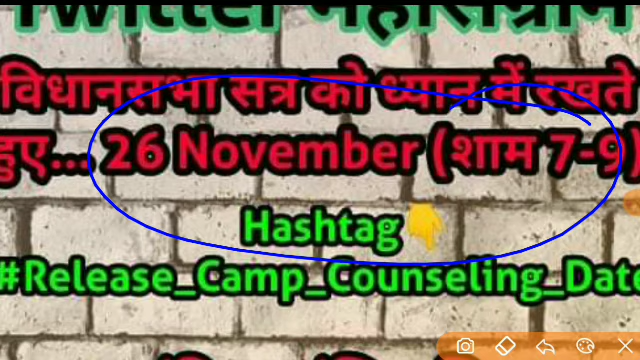 Twitter महासंग्राम
विधानसभा सत्र को ध्यान में रखते
हुए... 26 November (शाम 7-9)
Hashtag👇
#Release_Camp_Counseling_Date